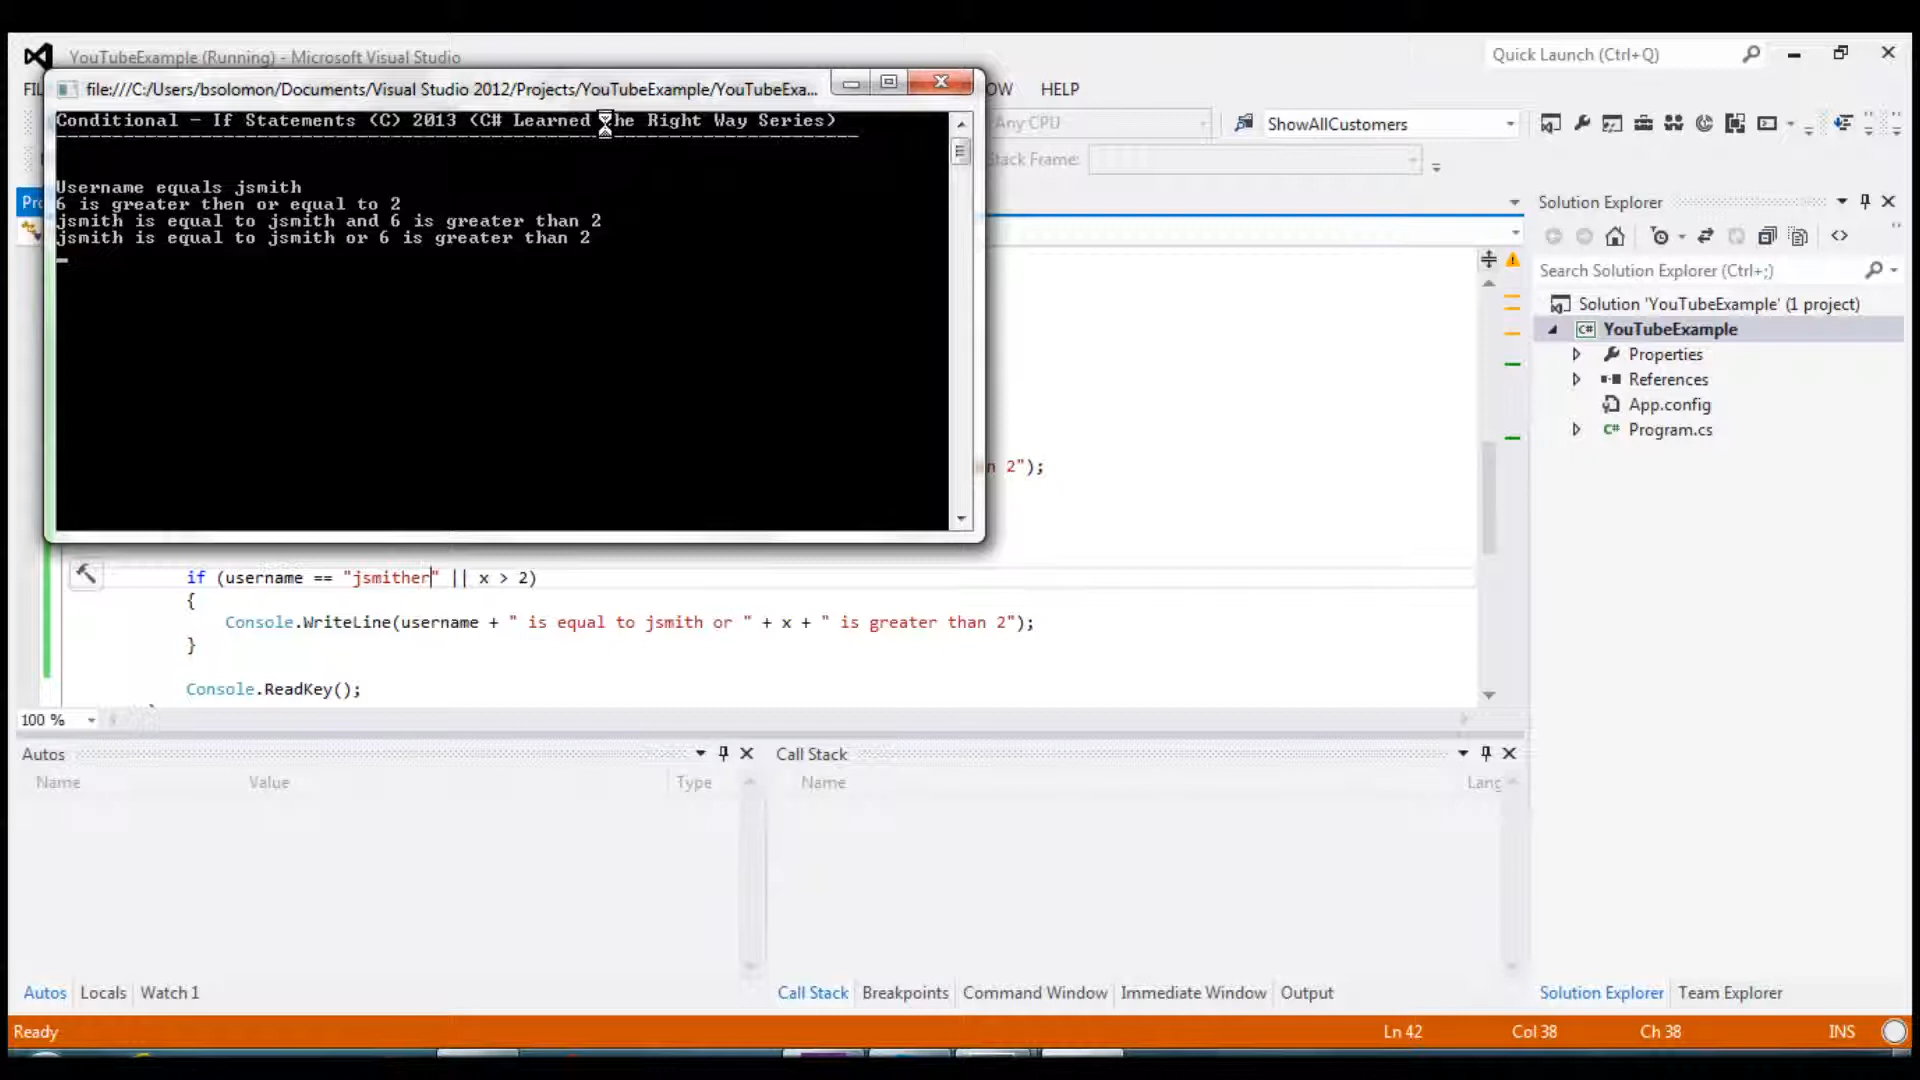 YouTubeExample (Running) - Microsoft Visual Studio
Quick Launch (Ctrl+Q)
file:///C:/Users/bsolomon/Documents/Visual Studio 2012/Projects/YouTubeExample/YouTubeExa...
HELP
Any CPU
ShowAllCustomers
Stack Frame:
Conditional - If Statements (C) 2013 (C# Learned The Right Way Series)
Username equals jsmith
6 is greater then or equal to 2
jsmith is equal to jsmith and 6 is greater than 2
jsmith is equal to jsmith or 6 is greater than 2
Solution Explorer
Search Solution Explorer (Ctrl+;)
Solution 'YouTubeExample' (1 project)
YouTubeExample
Properties
References
App.config
Program.cs
2");
if (username == "jsmither" || x > 2)
{
Console.WriteLine(username + " is equal to jsmith or " + x + " is greater than 2");
}
Console.ReadKey();
100 %
Autos
Name Value Type
Call Stack
Name Lang
Autos Locals Watch 1
Call Stack Breakpoints Command Window Immediate Window Output
Solution Explorer Team Explorer
Ready Ln 42 Col 38 Ch 38 INS